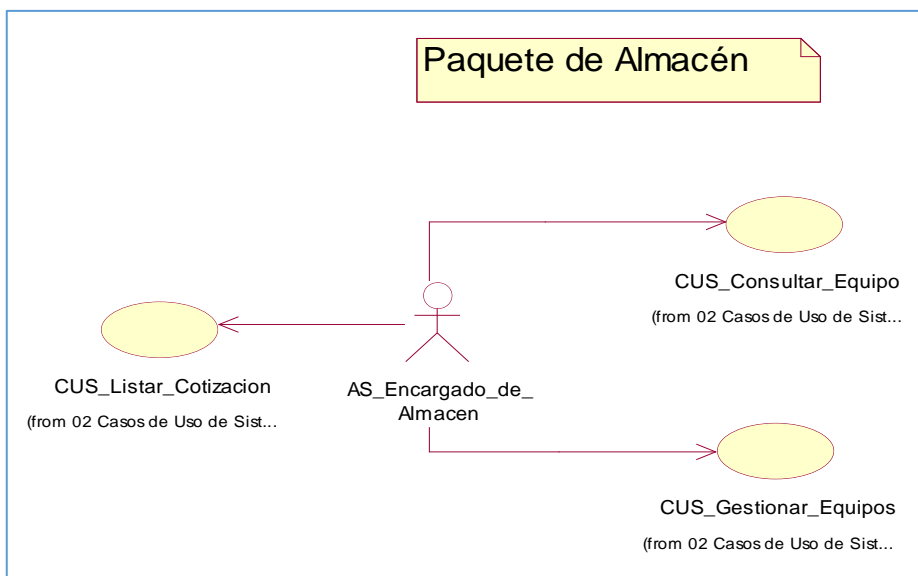 Paquete de Almacén
CUS_Consultar_Equipo
(from 02 Casos de Uso de Sist...
CUS_Listar_Cotizacion
(from 02 Casos de Uso de Sist...
AS_Encargado_de_
Almacen
CUS_Gestionar_Equipos
(from 02 Casos de Uso de Sist...